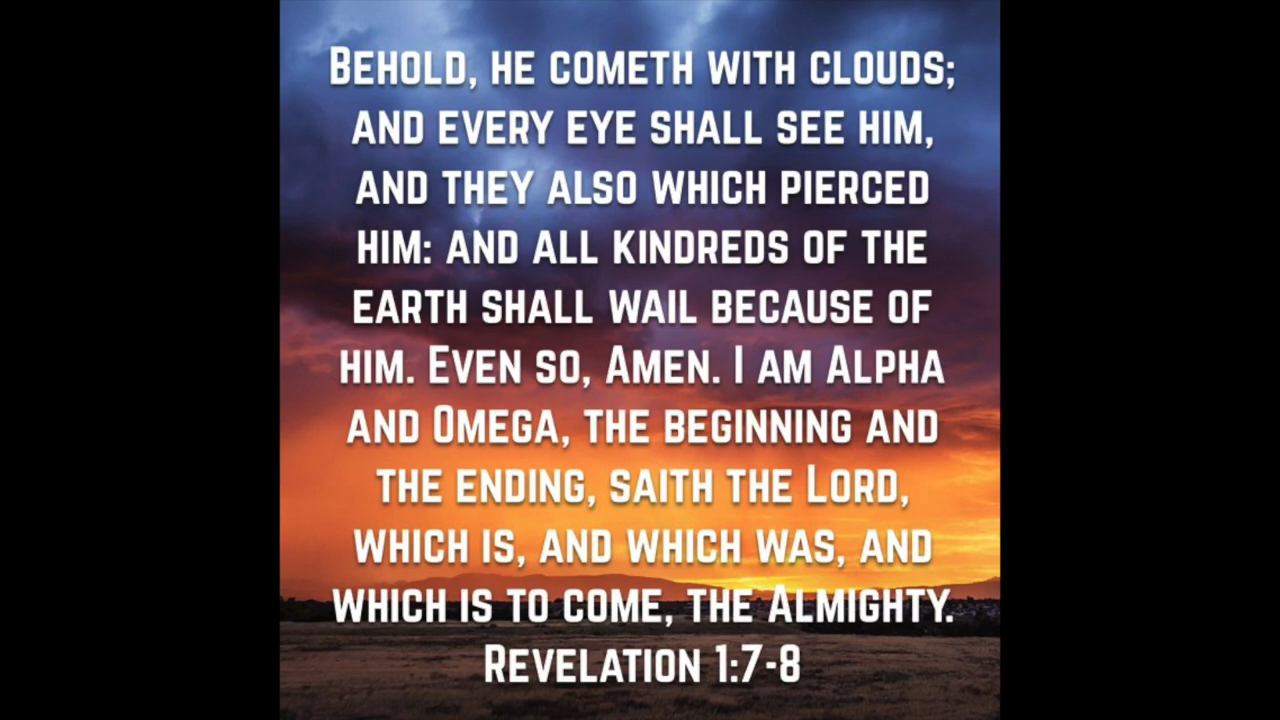 Behold, he cometh with clouds;
and every eye shall see him,
and they also which pierced
him: and all kindreds of the
earth shall wail because of
him. Even so, Amen. I am Alpha
and Omega, the beginning and
the ending, saith the Lord,
which is, and which was, and
which is to come, the Almighty.
Revelation 1:7-8